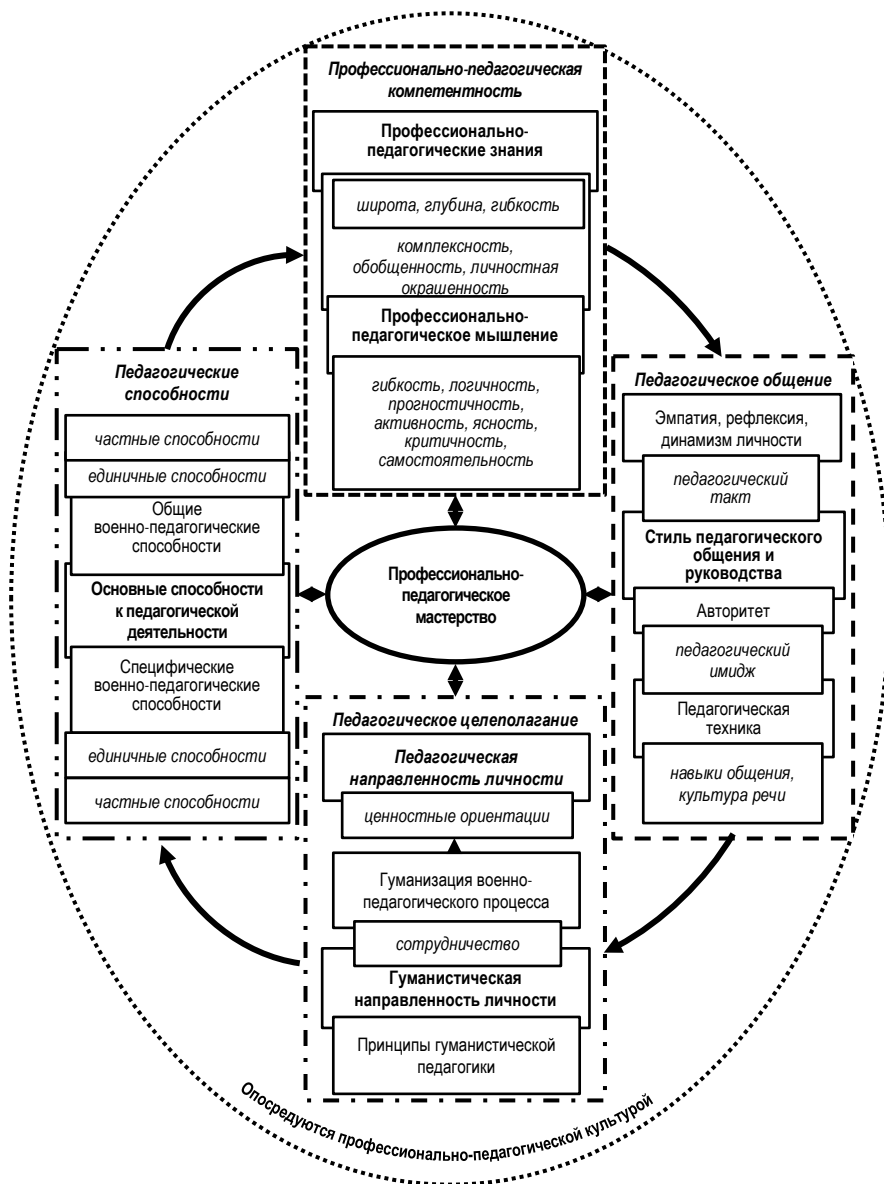 Профессионально-педагогическая
компетентность
Профессионально-
педагогические знания
широта, глубина, гибкость
комплексность,
обобщенность, личностная
окрашенность
Профессионально-
педагогическое мышление
гибкость, логичность,
прогностичность,
активность, ясность,
критичность,
самостоятельность
Педагогические
способности
частные способности
единичные способности
Общие
военно-педагогические
способности
Основные способности
к педагогической
деятельности
Специфические
военно-педагогические
способности
единичные способности
частные способности
Профессионально-
педагогическое
мастерство
Педагогическое общение
Эмпатия, рефлексия,
динамизм личности
педагогический
такт
Стиль педагогического
общения и
руководства
Авторитет
педагогический
имидж
Педагогическая
техника
навыки общения,
культура речи
Педагогическое целеполагание
Педагогическая
направленность личности
ценностные ориентации
Гуманизация военно-
педагогического процесса
сотрудничество
Гуманистическая
направленность личности
Принципы гуманистической
педагогики
Опосредуются профессионально-педагогической культурой